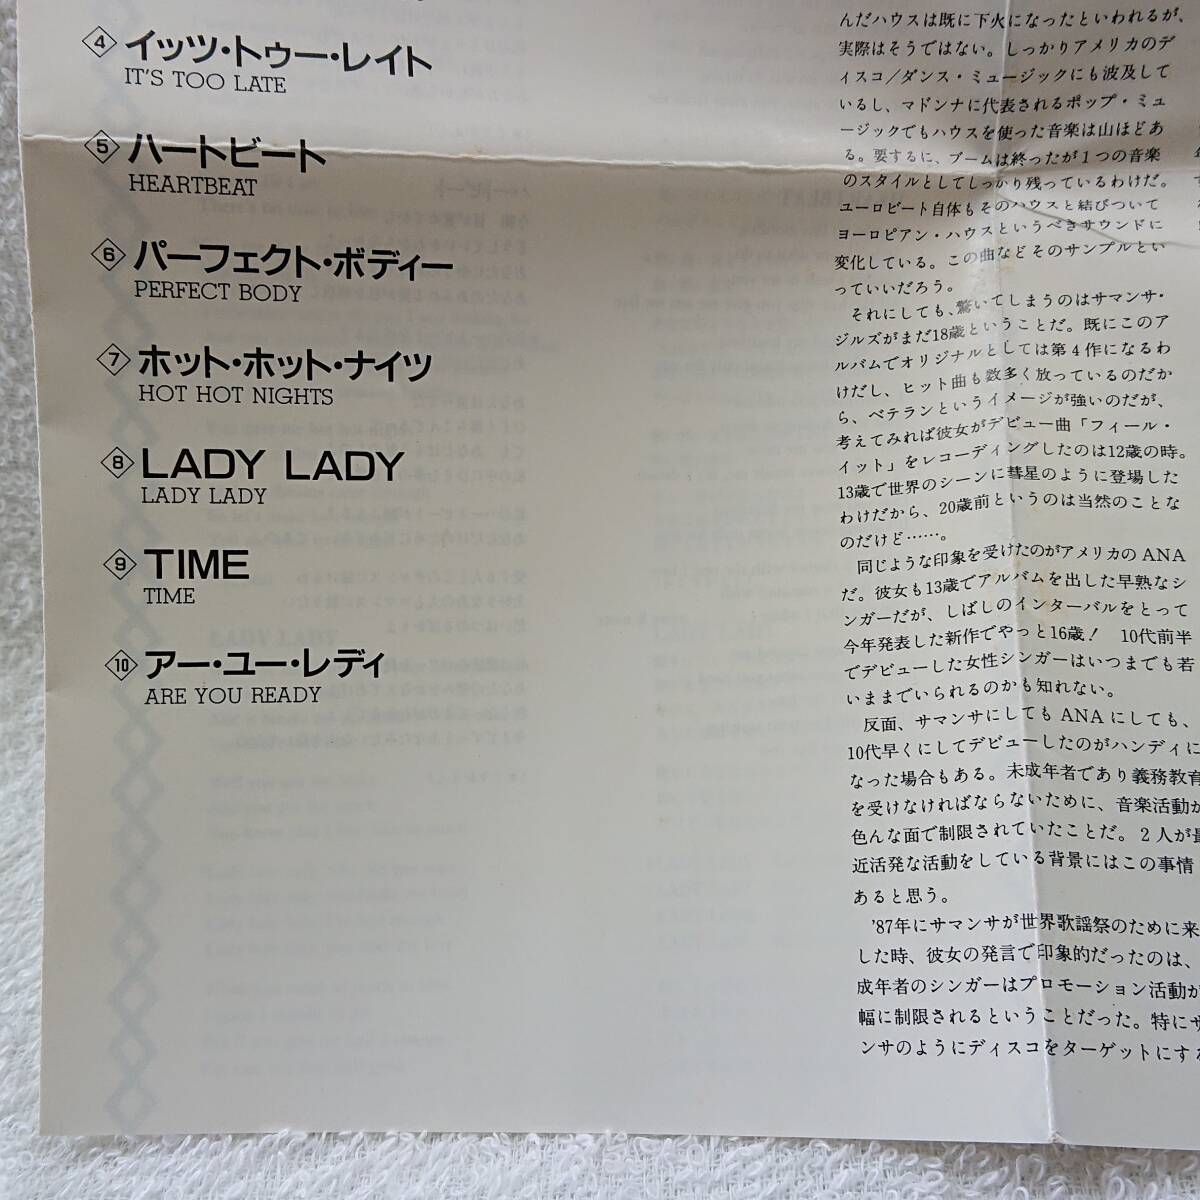 4 イッツ・トゥー・レイト
IT'S TOO LATE
5 ハートビート
HEARTBEAT
6 パーフェクト・ボディー
PERFECT BODY
7 ホット・ホット・ナイツ
HOT HOT NIGHTS
8 LADY LADY
LADY LADY
9 TIME
TIME
10 アー・ユー・レディ
ARE YOU READY
んだハウスは既に下火になったといわれるが、
実際はそうではない。しっかりアメリカのデ
ィスコ/ダンス・ミュージックにも波及して
いるし、マドンナに代表されるポップ・ミュ
ージックでもハウスを使った音楽は山ほどあ
る。要するに、ブームは終ったが1つの音楽
のスタイルとしてしっかり残っているわけだ。
ユーロビート自体もそのハウスと結びついて
ヨーロピアン・ハウスというべきサウンドに
変化している。この曲などそのサンプルとい
っていいだろう。
それにしても、驚いてしまうのはサマンサ・
ジルズがまだ18歳ということだ。既にこのア
ルバムでオリジナルとしては第4作になるわ
けだし、ヒット曲も数多く放っているのだか
ら、ベテランというイメージが強いのだが、
考えてみれば彼女がデビュー曲「フィール・
イット」をレコーディングしたのは12歳の時。
13歳で世界のシーンに彗星のように登場した
わけだから、20歳前というのは当然のことな
のだけど……。
同じような印象を受けたのがアメリカのANA
だ。彼女も13歳でアルバムを出した早熟なシ
ンガーだが、しばしのインターバルをとって
今年発表した新作でやっと16歳! 10代前半
でデビューした女性シンガーはいつまでも若
いままでいられるのかも知れない。
反面、サマンサにしてもANAにしても、
10代早くにしてデビューしたのがハンディに
なった場合もある。未成年者であり義務教育
を受けなければならないために、音楽活動が
色んな面で制限されていたことだ。2人が最
近活発な活動をしている背景にはこの事情
あると思う。
'87年にサマンサが世界歌謡祭のために来
した時、彼女の発言で印象的だったのは、
成年者のシンガーはプロモーション活動が
幅に制限されるということだった。特にサ
ンサのようにディスコをターゲットにする